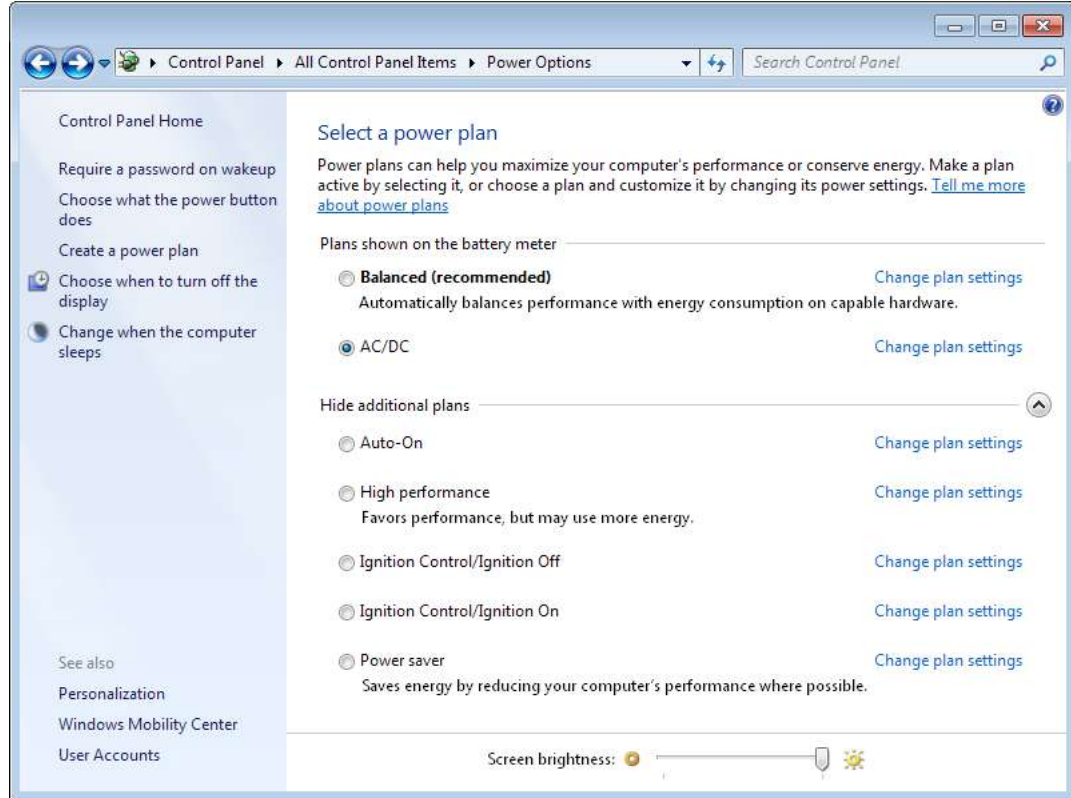 Control Panel ▸ All Control Panel Items ▸ Power Options
Search Control Panel
Control Panel Home
Require a password on wakeup
Choose what the power button
does
Create a power plan
Choose when to turn off the
display
Change when the computer
sleeps
See also
Personalization
Windows Mobility Center
User Accounts
Select a power plan
Power plans can help you maximize your computer's performance or conserve energy. Make a plan
active by selecting it, or choose a plan and customize it by changing its power settings. Tell me more
about power plans
Plans shown on the battery meter
Balanced (recommended) Change plan settings
Automatically balances performance with energy consumption on capable hardware.
AC/DC Change plan settings
Hide additional plans
Auto-On Change plan settings
High performance Change plan settings
Favors performance, but may use more energy.
Ignition Control/Ignition Off Change plan settings
Ignition Control/Ignition On Change plan settings
Power saver Change plan settings
Saves energy by reducing your computer's performance where possible.
Screen brightness: